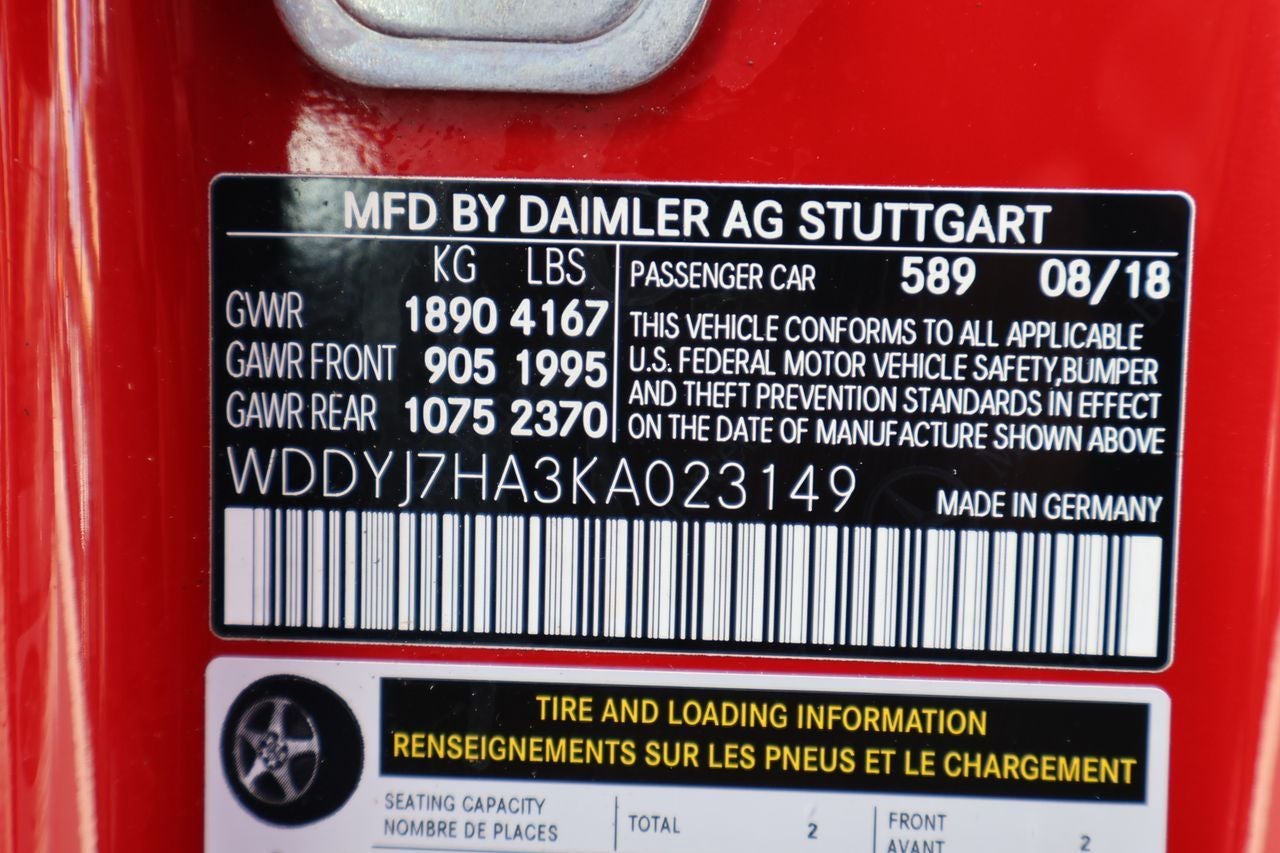 MFD BY DAIMLER AG STUTTGART
KG LBS
GWR 1890 4167
GAWR FRONT 905 1995
GAWR REAR 1075 2370
PASSENGER CAR 589 08/18
THIS VEHICLE CONFORMS TO ALL APPLICABLE
U.S. FEDERAL MOTOR VEHICLE SAFETY,BUMPER
AND THEFT PREVENTION STANDARDS IN EFFECT
ON THE DATE OF MANUFACTURE SHOWN ABOVE
WDDYJ7HA3KA023149
MADE IN GERMANY
TIRE AND LOADING INFORMATION
RENSEIGNEMENTS SUR LES PNEUS ET LE CHARGEMENT
SEATING CAPACITY
NOMBRE DE PLACES
TOTAL 2
FRONT
AVANT 2